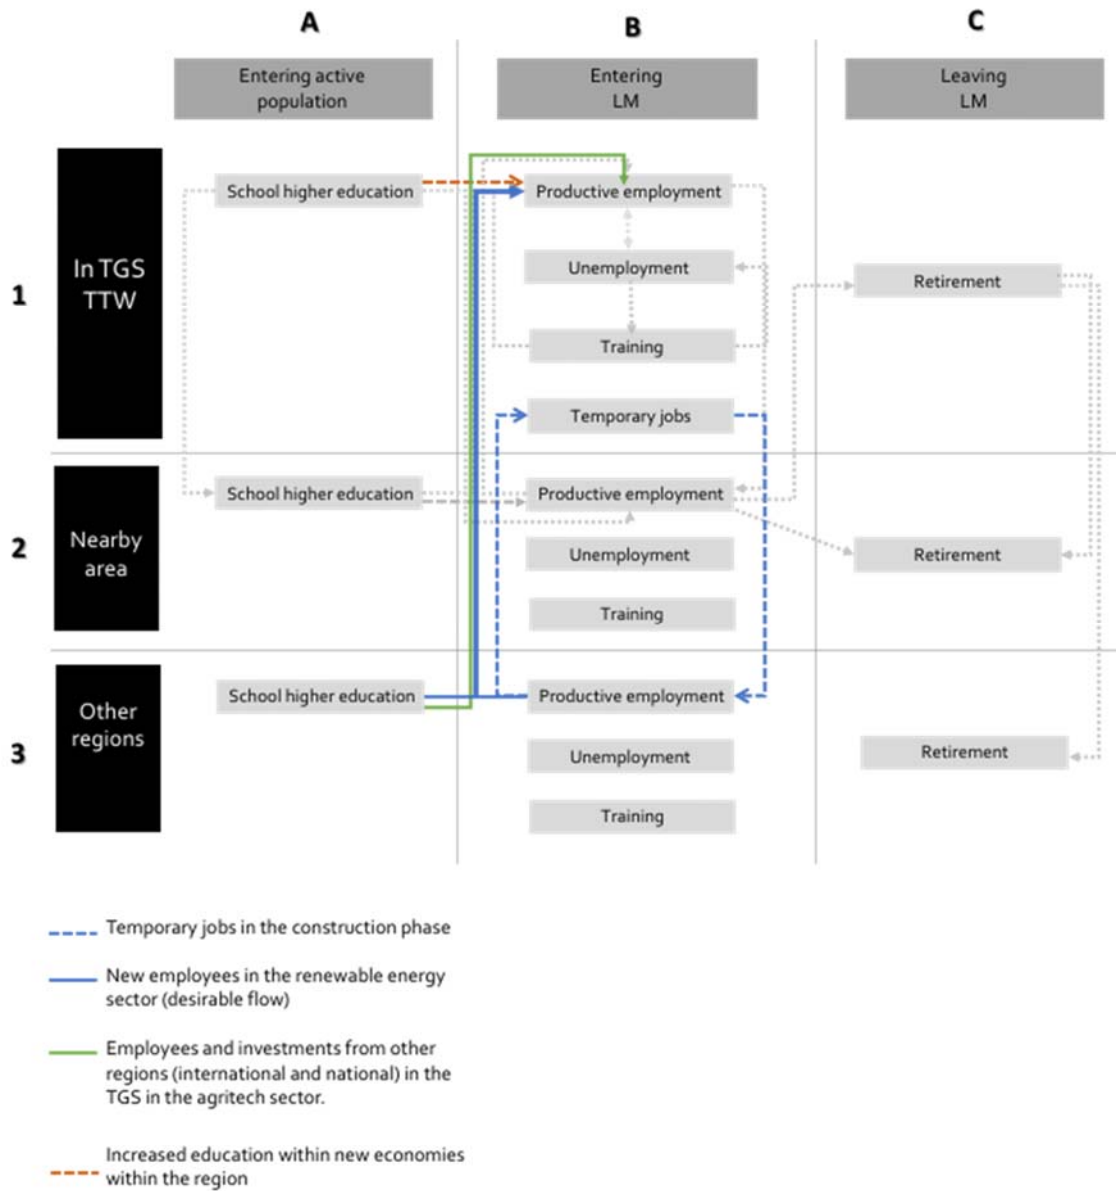 A
B
C
Entering active
population
Entering
LM
Leaving
LM
1
In TGS
TTW
School higher education
Productive employment
Unemployment
Training
Temporary jobs
Retirement
2
Nearby
area
School higher education
Productive employment
Unemployment
Training
Retirement
3
Other
regions
School higher education
Productive employment
Unemployment
Training
Retirement
Temporary jobs in the construction phase
New employees in the renewable energy
sector (desirable flow)
Employees and investments from other
regions (international and national) in the
TGS in the agritech sector.
Increased education within new economies
within the region